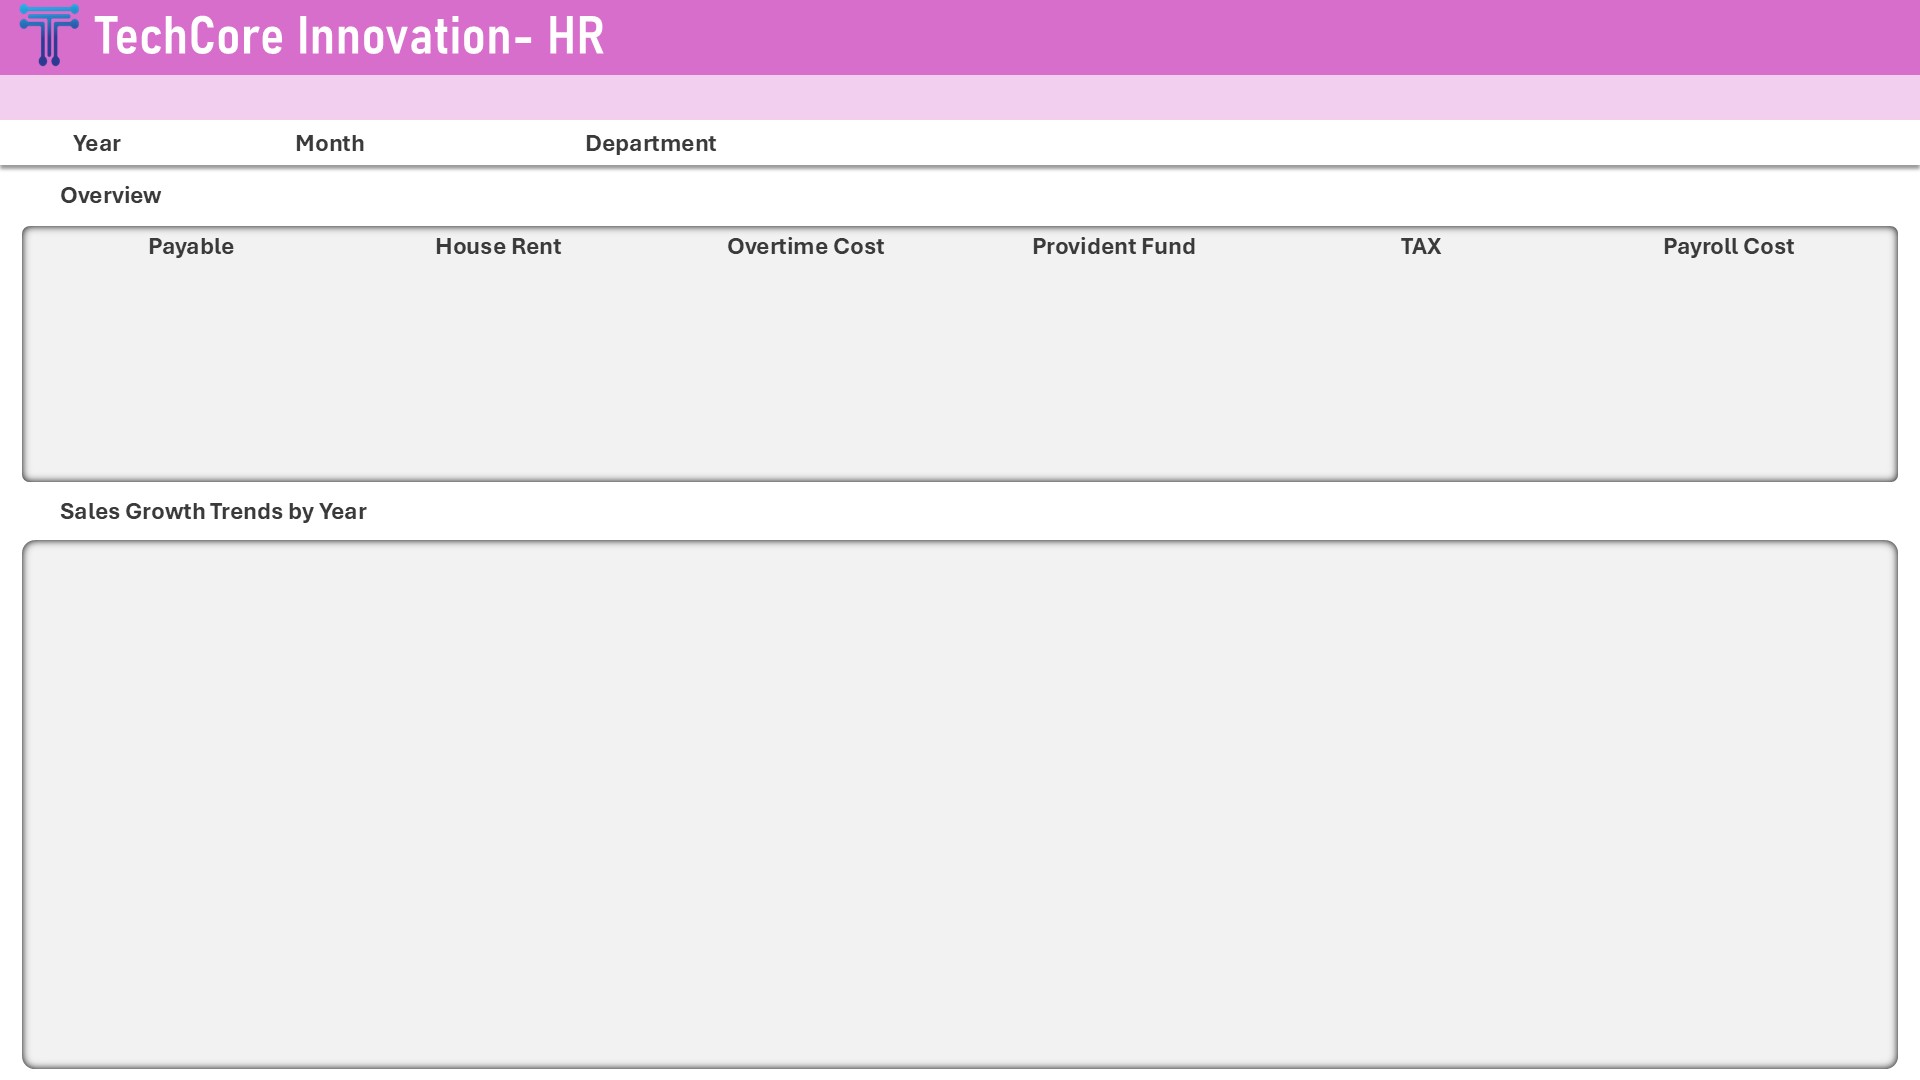 TechCore Innovation- HR
Year Month Department
Overview
Payable House Rent Overtime Cost Provident Fund TAX Payroll Cost
Sales Growth Trends by Year